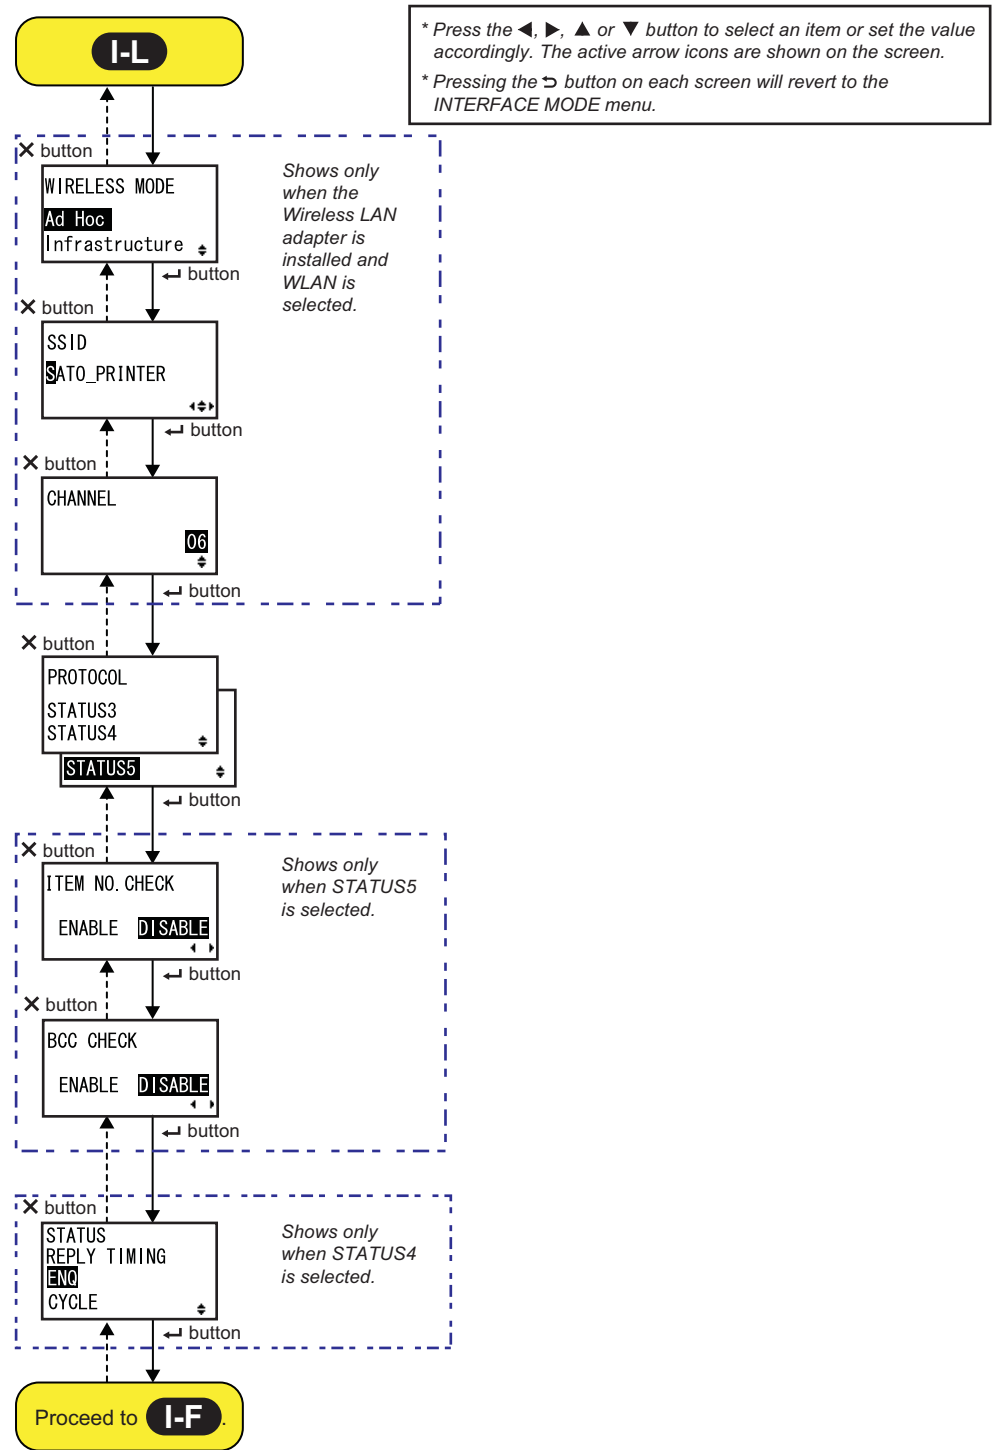 I-L
* Press the ◀, ▶, ▲ or ▼ button to select an item or set the value
accordingly. The active arrow icons are shown on the screen.
* Pressing the ⮌ button on each screen will revert to the
INTERFACE MODE menu.
✕ button
WIRELESS MODE
Ad Hoc
Infrastructure
Shows only
when the
Wireless LAN
adapter is
installed and
WLAN is
selected.
↵ button
✕ button
SSID
SATO_PRINTER
↵ button
✕ button
CHANNEL
06
↵ button
✕ button
PROTOCOL
STATUS3
STATUS4
STATUS5
↵ button
✕ button
ITEM NO. CHECK
ENABLE DISABLE
Shows only
when STATUS5
is selected.
↵ button
✕ button
BCC CHECK
ENABLE DISABLE
↵ button
✕ button
STATUS
REPLY TIMING
ENQ
CYCLE
Shows only
when STATUS4
is selected.
↵ button
Proceed to I-F.